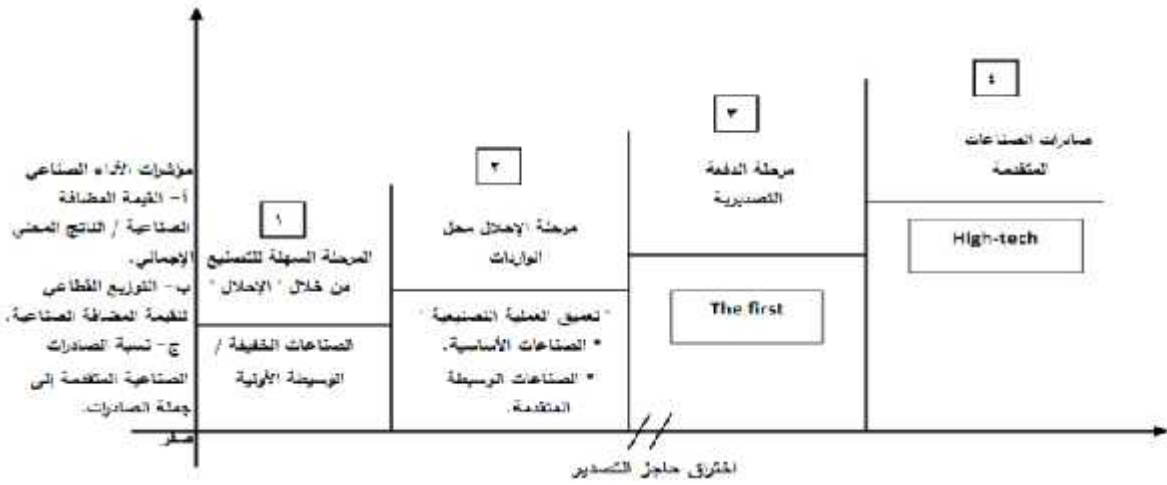 ٤
صادرات الصناعات
المتقدمة
High-tech
٣
مرحلة الدفعة
التصديرية
The first
٢
مرحلة الإحلال محل
الواردات
" تعميق العملية التصنيعية "
* الصناعات الأساسية.
* الصناعات الوسيطة
المتقدمة.
١
المرحلة السهلة للتصنيع
من خلال " الإحلال "
الصناعات الخفيفة /
الوسيطة الأولية
مؤشرات الأداء الصناعي
أ- القيمة المضافة
الصناعية / الناتج المحلي
الإجمالي.
ب- التوزيع القطاعي
للقيمة المضافة الصناعية.
ج- نسبة الصادرات
الصناعية المتقدمة إلى
جملة الصادرات.
صفر
اختراق حاجز التصدير